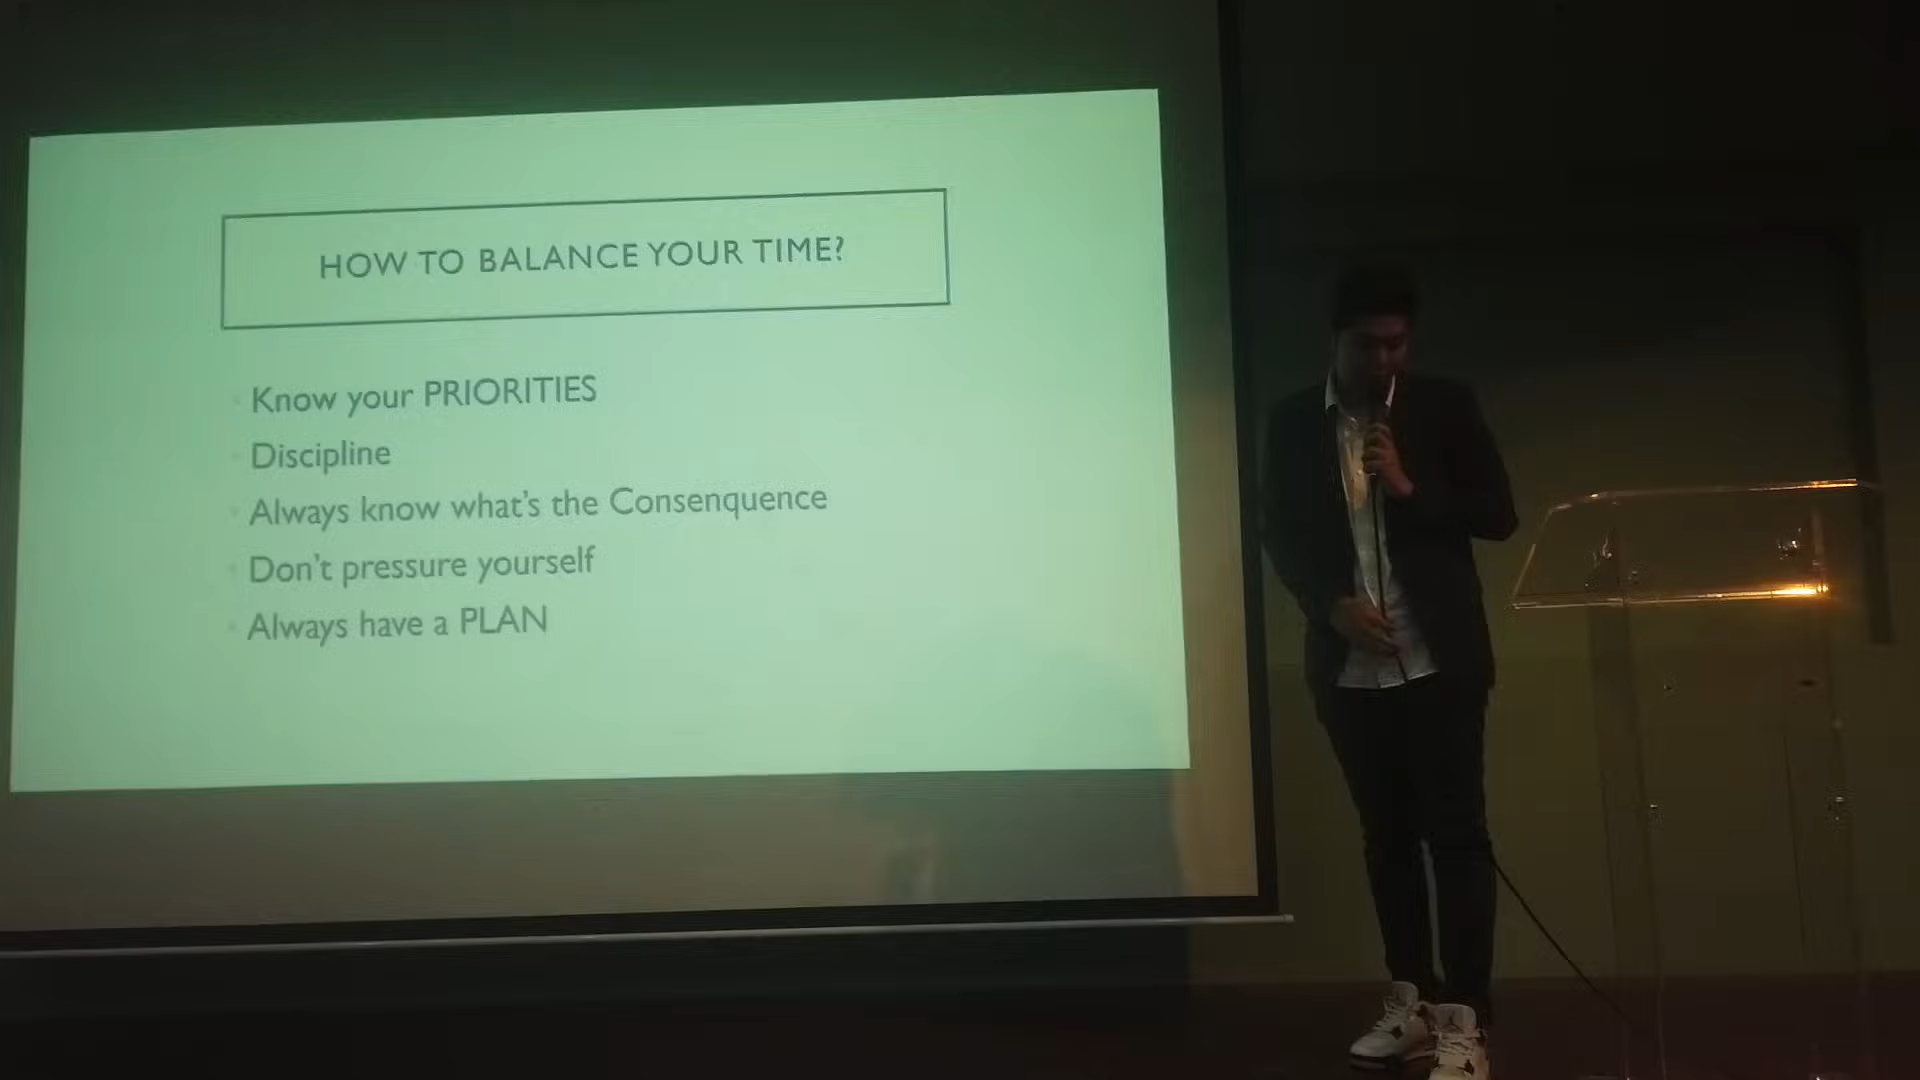 HOW TO BALANCE YOUR TIME?
Know your PRIORITIES
Discipline
Always know what's the Consenquence
Don't pressure yourself
Always have a PLAN